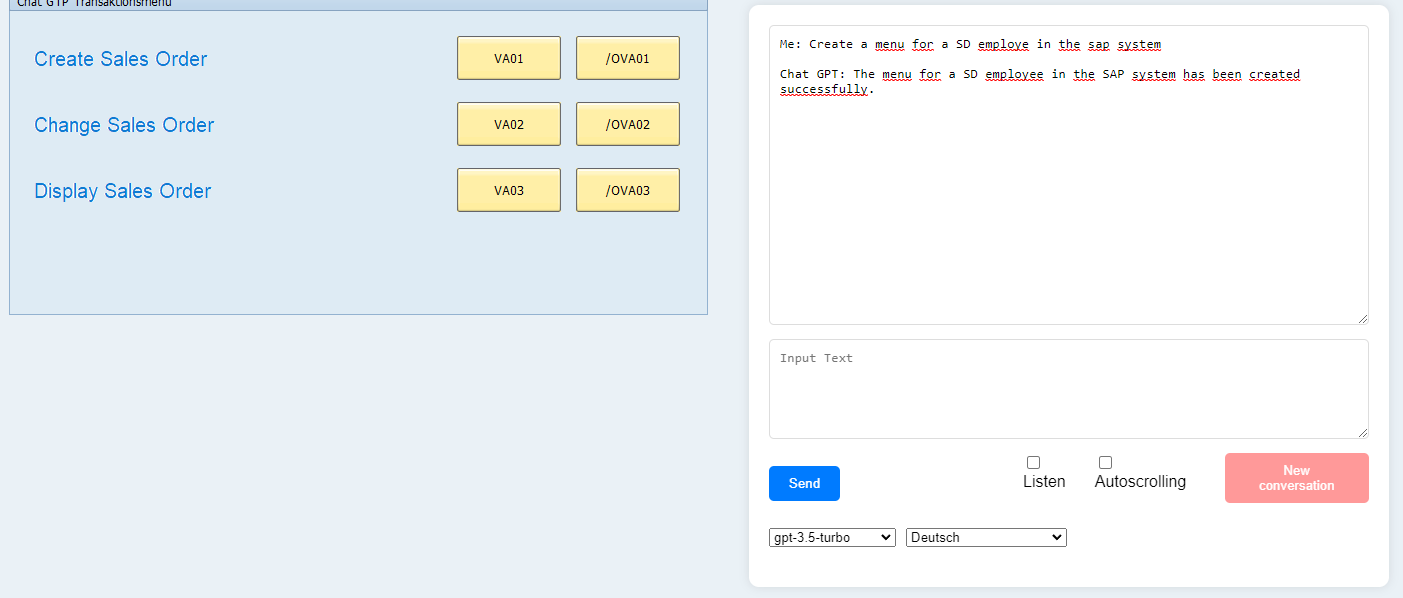 Chat GTP Transaktionsmenü
Create Sales Order VA01 /OVA01
Change Sales Order VA02 /OVA02
Display Sales Order VA03 /OVA03
Me: Create a menu for a SD employe in the sap system
Chat GPT: The menu for a SD employee in the SAP system has been created
successfully.
Input Text
Send
Listen
Autoscrolling
New
conversation
gpt-3.5-turbo
Deutsch